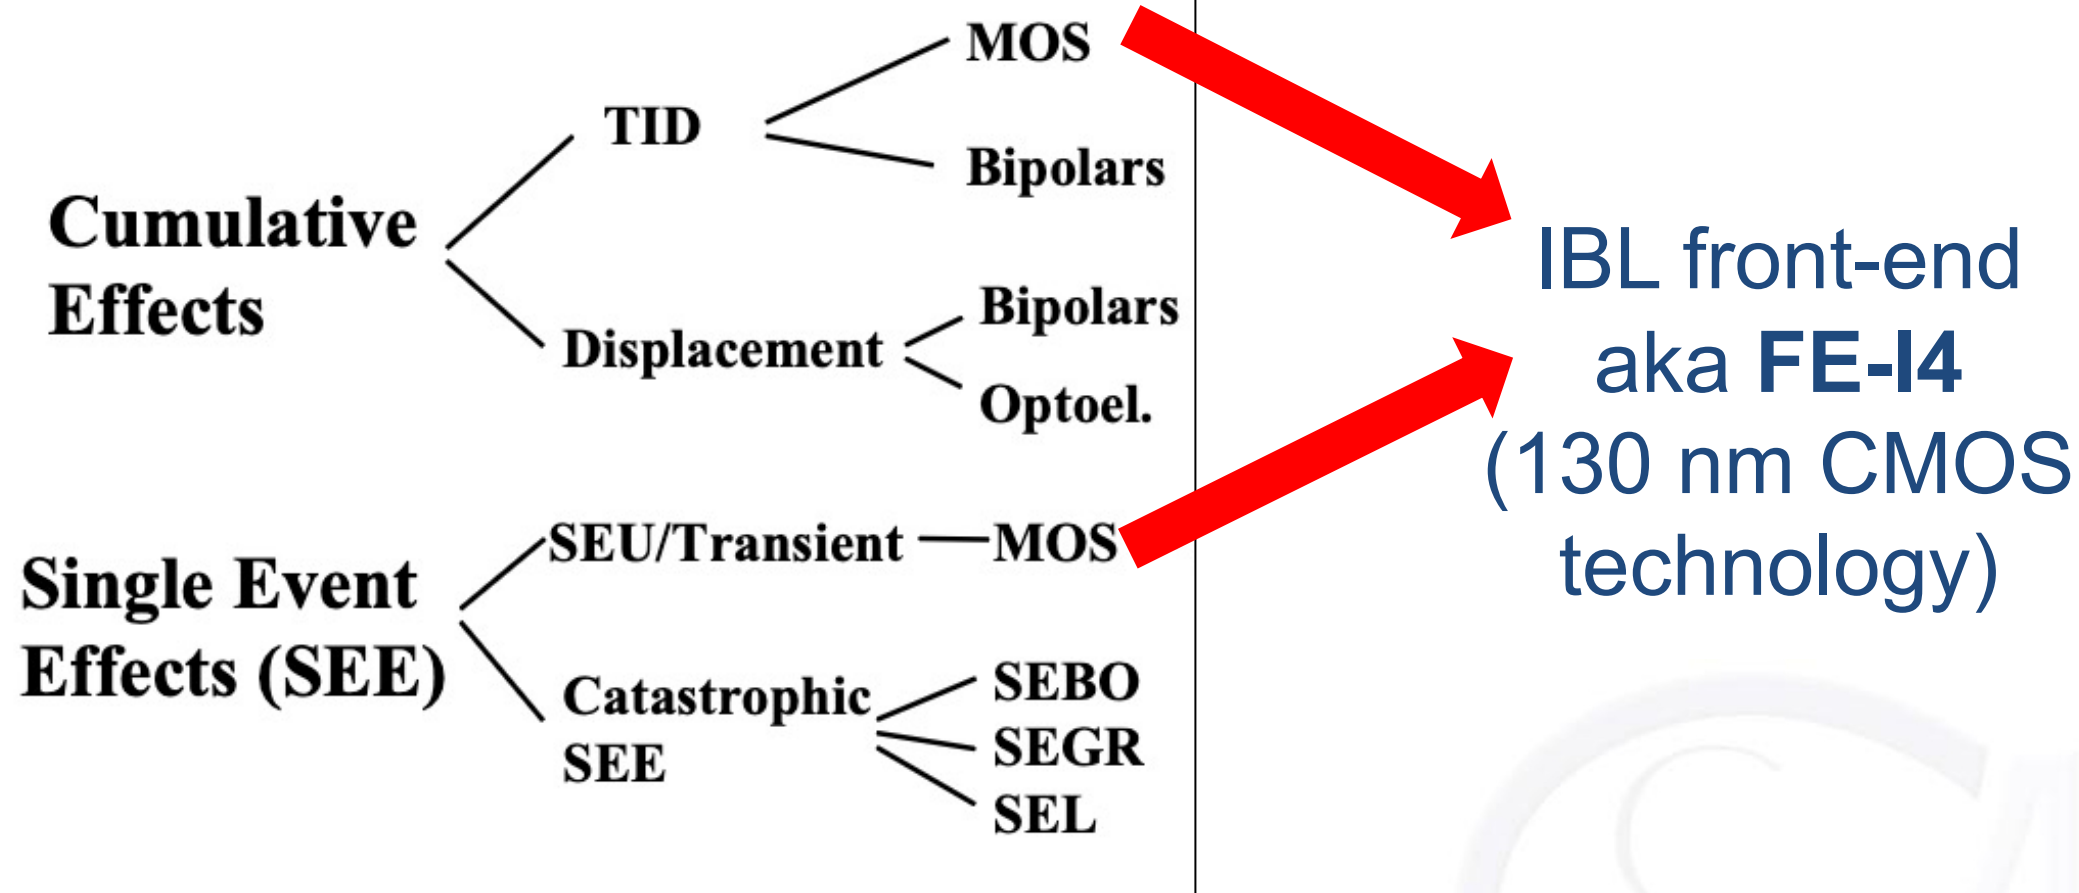 MOS
TID
Bipolars
Cumulative
Effects
Bipolars
Displacement
Optoel.
SEU/Transient
MOS
Single Event
Effects (SEE)
Catastrophic
SEE
SEBO
SEGR
SEL
IBL front-end
aka FE-I4
(130 nm CMOS
technology)